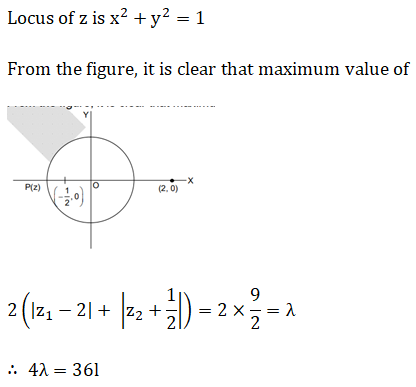 Locus of z is x² + y² = 1
From the figure, it is clear that maximum value of
Y
P(z) (-1/2, 0) O (2, 0) X
2(|z₁ − 2| + |z₂ + 1/2|) = 2 × 9/2 = λ
∴ 4λ = 36l